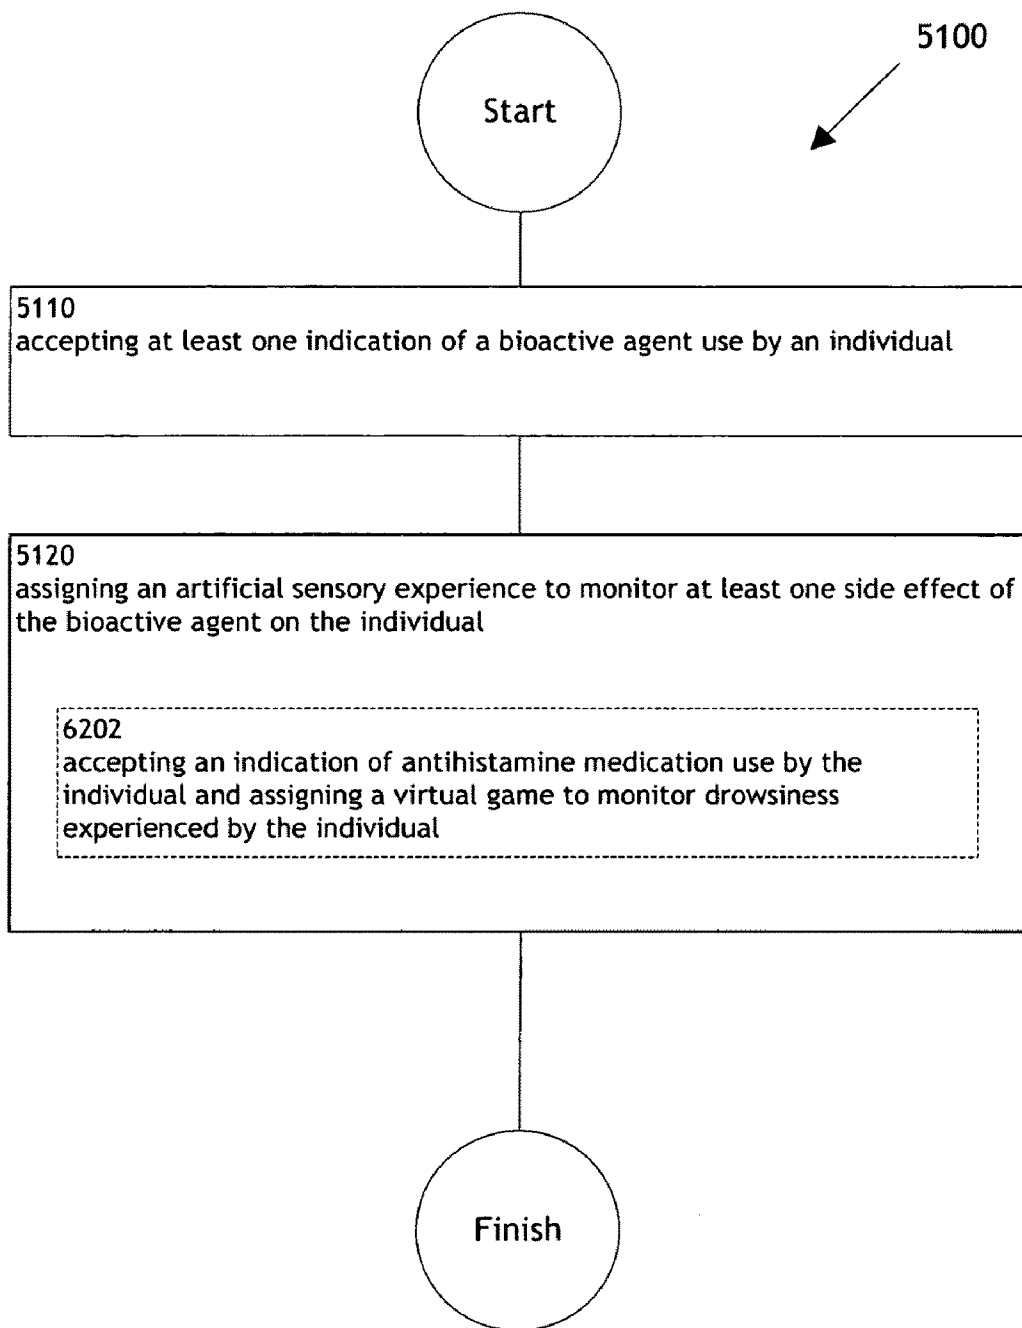 5100
Start
5110
accepting at least one indication of a bioactive agent use by an individual
5120
assigning an artificial sensory experience to monitor at least one side effect of
the bioactive agent on the individual
6202
accepting an indication of antihistamine medication use by the
individual and assigning a virtual game to monitor drowsiness
experienced by the individual
Finish